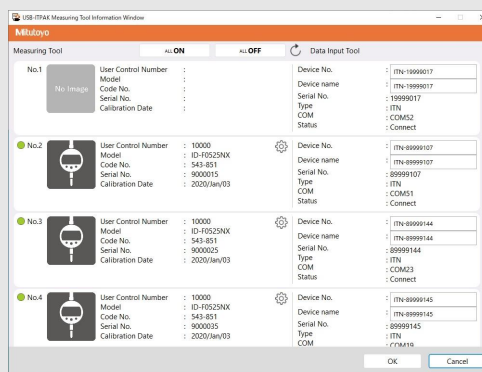 USB-ITPAK Measuring Tool Information Window
Mitutoyo
Measuring Tool ALL ON ALL OFF Data Input Tool
No.1
No Image
User Control Number :
Model :
Code No. :
Serial No. :
Calibration Date :
Device No. : ITN-19999017
Device name : ITN-19999017
Serial No. : 19999017
Type : ITN
COM : COM52
Status : Connect
No.2
User Control Number : 10000
Model : ID-F0525NX
Code No. : 543-851
Serial No. : 9000015
Calibration Date : 2020/Jan/03
Device No. : ITN-89999107
Device name : ITN-89999107
Serial No. : 89999107
Type : ITN
COM : COM51
Status : Connect
No.3
User Control Number : 10000
Model : ID-F0525NX
Code No. : 543-851
Serial No. : 9000025
Calibration Date : 2020/Jan/03
Device No. : ITN-89999144
Device name : ITN-89999144
Serial No. : 89999144
Type : ITN
COM : COM23
Status : Connect
No.4
User Control Number : 10000
Model : ID-F0525NX
Code No. : 543-851
Serial No. : 9000035
Calibration Date : 2020/Jan/03
Device No. : ITN-89999145
Device name : ITN-89999145
Serial No. : 89999145
Type : ITN
COM : COM19
OK Cancel